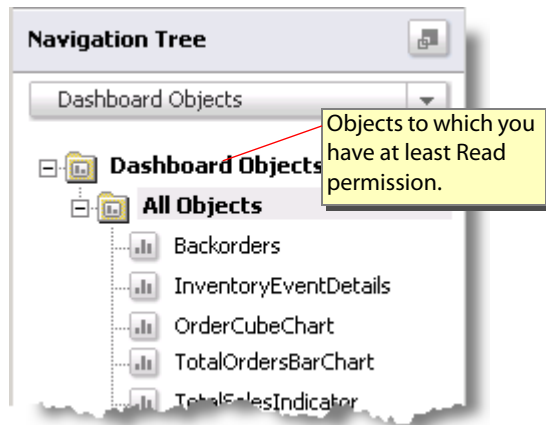 Navigation Tree
Dashboard Objects
Objects to which you
have at least Read
permission.
Dashboard Objects
All Objects
Backorders
InventoryEventDetails
OrderCubeChart
TotalOrdersBarChart
TotalSalesIndicator